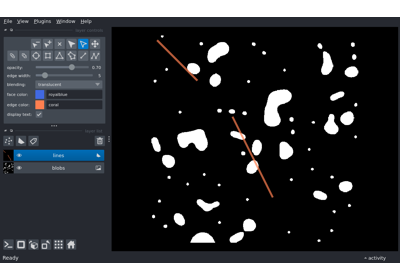 File View Plugins Window Help
opacity: 0.70
edge width: 5
blending: translucent
face color: royalblue
edge color: coral
display text: ✓
lines
blobs
Ready
activity